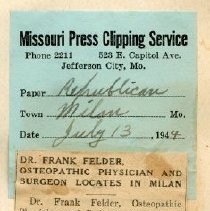 Missouri Press Clipping Service
Phone 2211 523 E. Capitol Ave.
Jefferson City, Mo.
Paper Republican
Town Milan Mo.
Date July 13 1944
DR. FRANK FELDER,
OSTEOPATHIC PHYSICIAN AND
SURGEON LOCATES IN MILAN
Dr. Frank Felder, Osteopathic